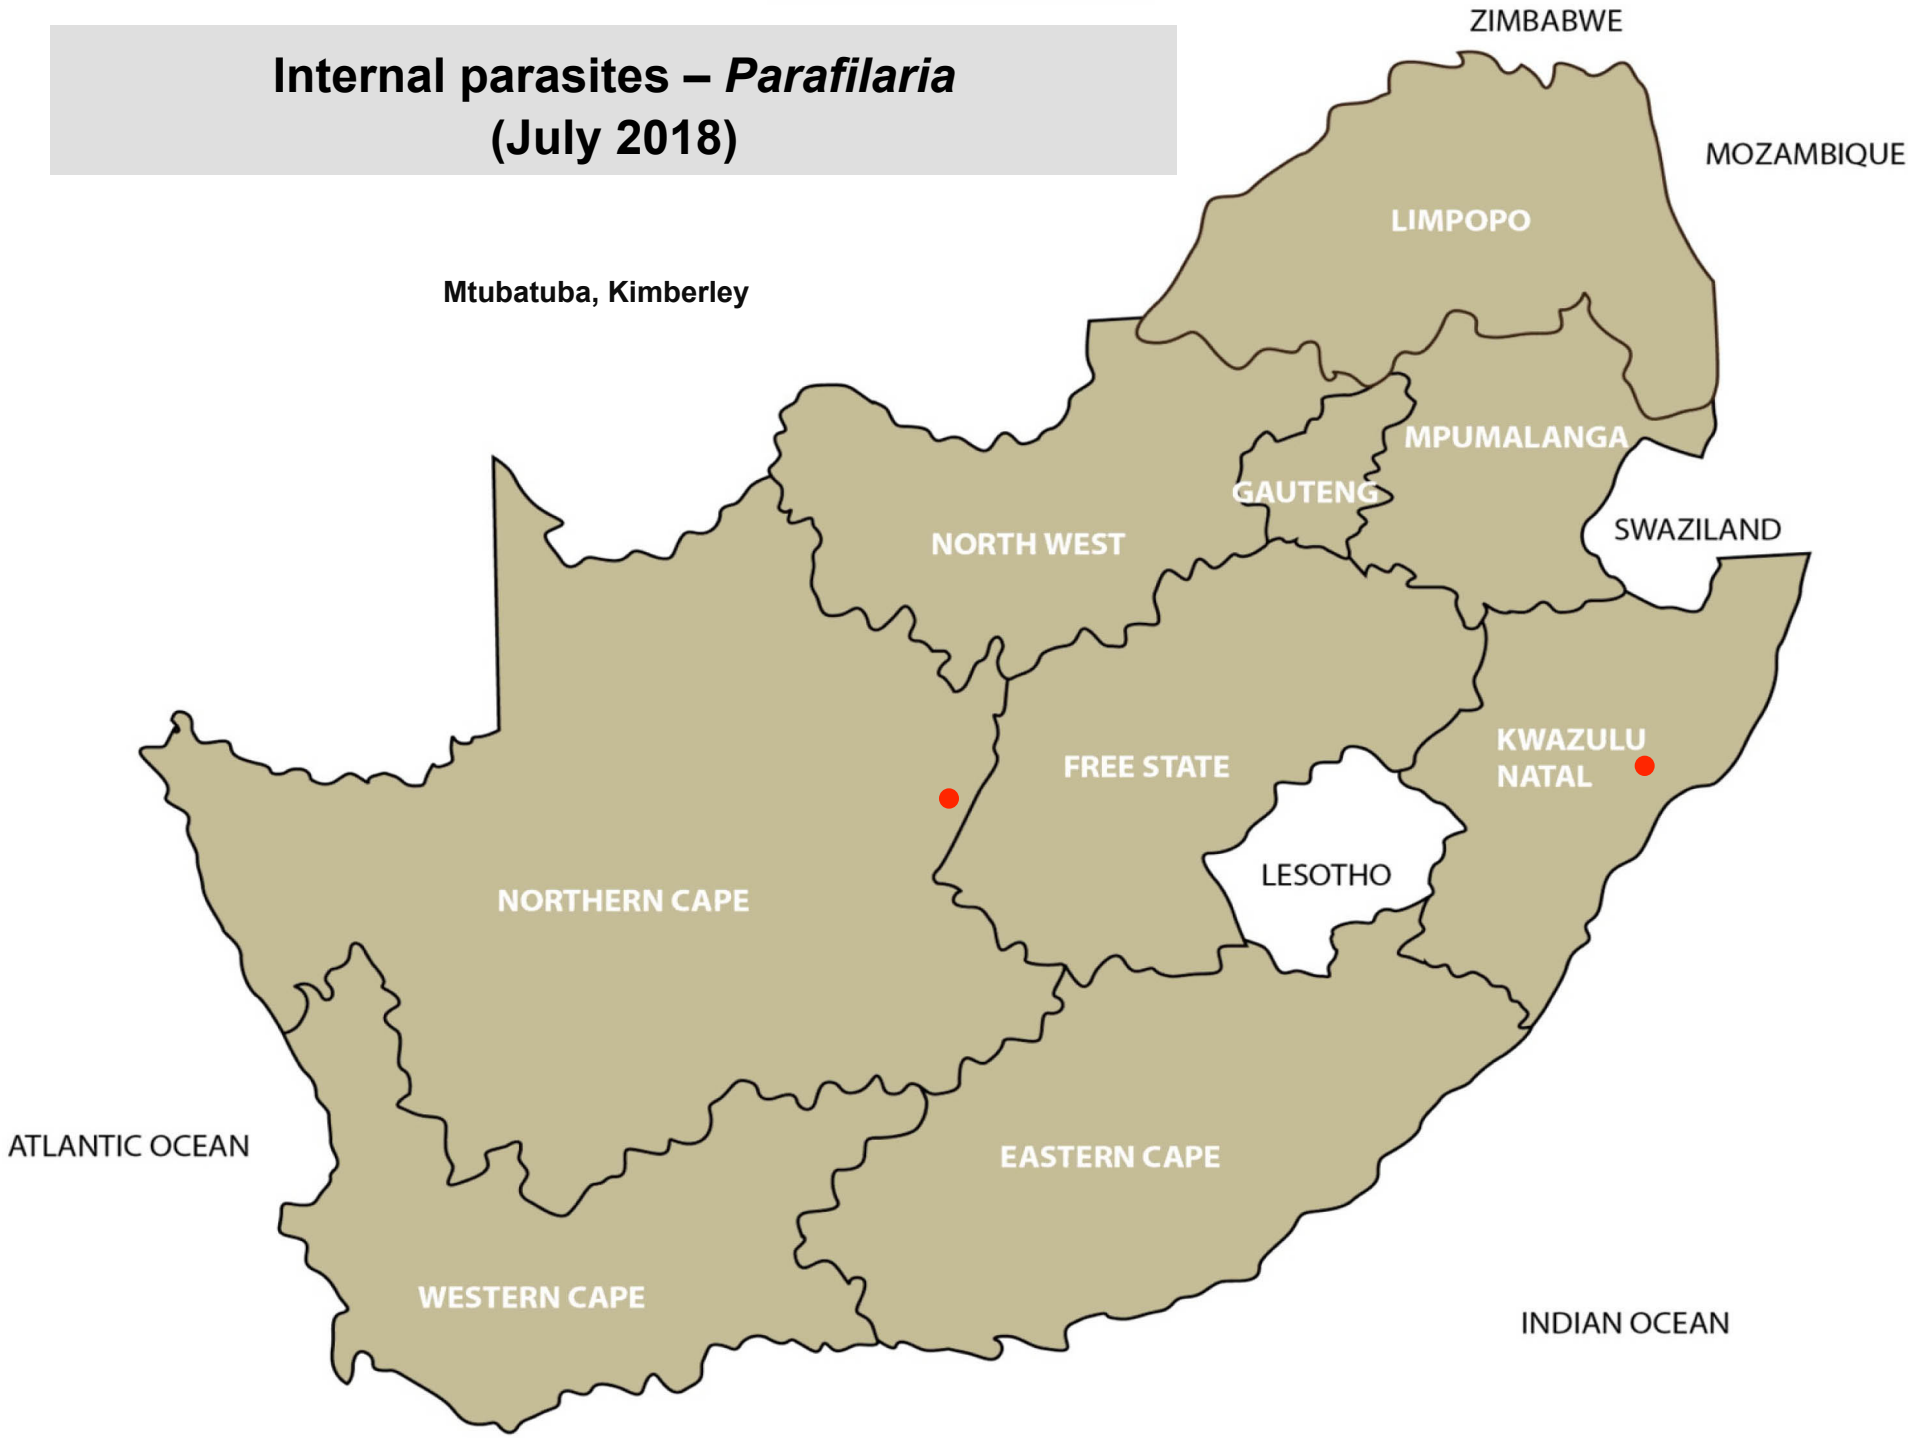 ZIMBABWE
Internal parasites – Parafilaria
(July 2018)
MOZAMBIQUE
LIMPOPO
Mtubatuba, Kimberley
MPUMALANGA
GAUTENG
SWAZILAND
NORTH WEST
KWAZULU
NATAL
FREE STATE
LESOTHO
NORTHERN CAPE
ATLANTIC OCEAN
EASTERN CAPE
WESTERN CAPE
INDIAN OCEAN